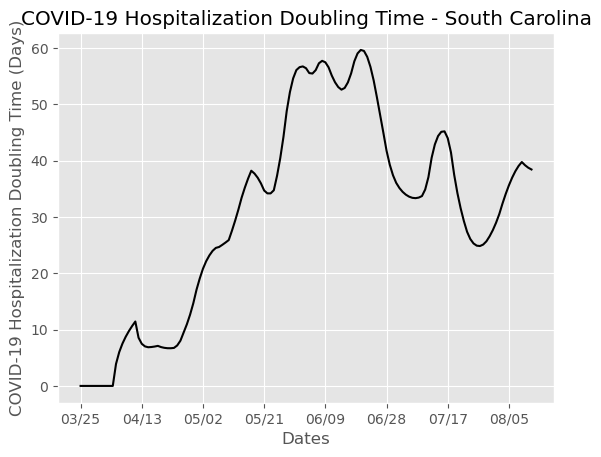 COVID-19 Hospitalization Doubling Time - South Carolina
COVID-19 Hospitalization Doubling Time (Days)
60
50
40
30
20
10
0
03/25 04/13 05/02 05/21 06/09 06/28 07/17 08/05
Dates